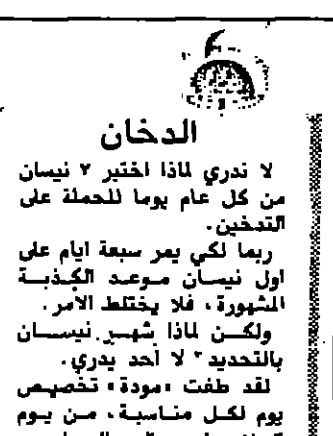 الدخان
لا ندري لماذا اختير ٧ نيسان
من كل عام يوما للحملة على
التدخين.
ربما لكي يمر سبعة ايام على
اول نيسان موعد الكذبة
المشهورة، فلا يختلط الامر.
ولكن لماذا شهر نيسان
بالتحديد؟ لا أحد يدري.
لقد طغت «مودة» تخصيص
يوم لكل مناسبة، من يوم